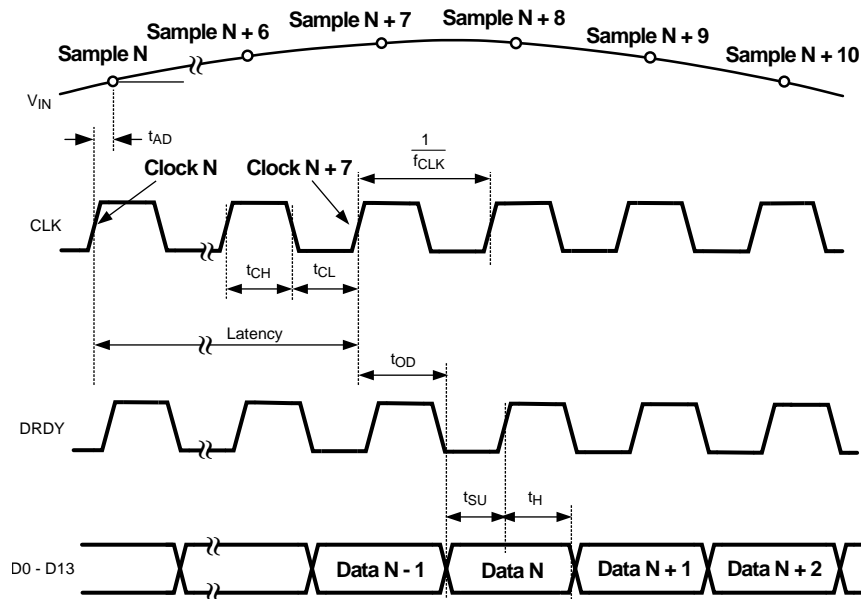 Sample N
Sample N + 6
Sample N + 7
Sample N + 8
Sample N + 9
Sample N + 10
VIN
tAD
Clock N
Clock N + 7
1
fCLK
CLK
tCH
tCL
Latency
tOD
DRDY
tSU
tH
D0 - D13
Data N - 1
Data N
Data N + 1
Data N + 2